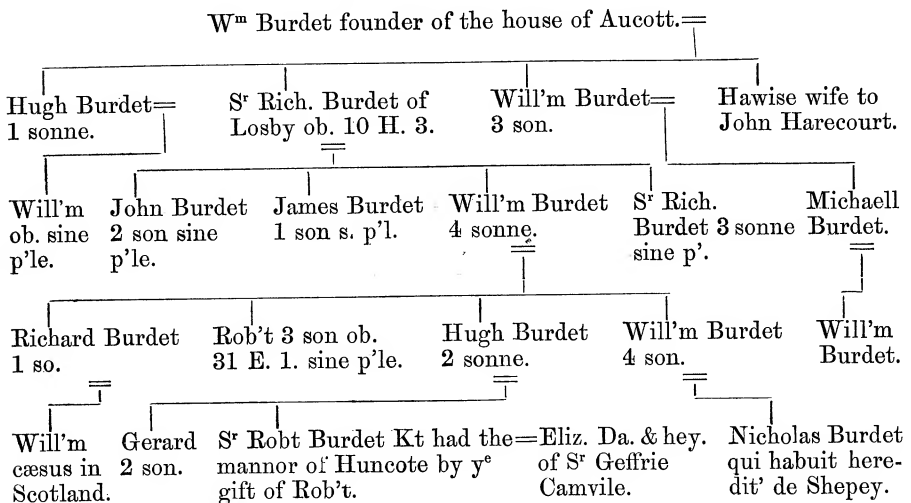 Wᵐ Burdet founder of the house of Aucott.
Hugh Burdet
1 sonne.
Sʳ Rich. Burdet of
Losby ob. 10 H. 3.
Will'm Burdet
3 son.
Hawise wife to
John Harecourt.
Will'm
ob. sine
p'le.
John Burdet
2 son sine
p'le.
James Burdet
1 son s. p'l.
Will'm Burdet
4 sonne.
Sʳ Rich.
Burdet 3 sonne
sine p'.
Michaell
Burdet.
Richard Burdet
1 so.
Rob't 3 son ob.
31 E. 1. sine p'le.
Hugh Burdet
2 sonne.
Will'm Burdet
4 son.
Will'm
Burdet.
Will'm
cæsus in
Scotland.
Gerard
2 son.
Sʳ Robt Burdet Kt had the
mannor of Huncote by yᵉ
gift of Rob't.
Eliz. Da. & hey.
of Sʳ Geffrie
Camvile.
Nicholas Burdet
qui habuit here-
dit' de Shepey.